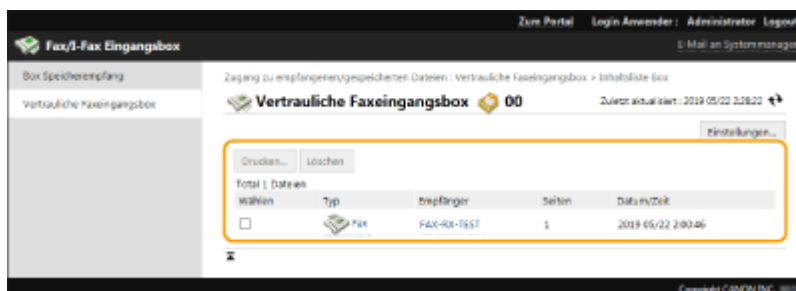 Zum Portal Login Anwender : Administrator Logout
Fax/I-Fax Eingangsbox E-Mail an Systemmanager
Box Speicherempfang Zugang zu empfangenen/gespeicherten Dateien : Vertrauliche Faxeingangsbox > Inhaltsliste Box
Vertrauliche Faxeingangsbox Vertrauliche Faxeingangsbox 00 Zuletzt aktualisiert : 2019 05/22 2:28:22
Einstellungen...
Drucken... Löschen
Total 1 Dateien
Wählen Typ Empfänger Seiten Datum/Zeit
Fax FAX-RX-TEST 1 2019 05/22 2:00:46
Copyright CANON INC.